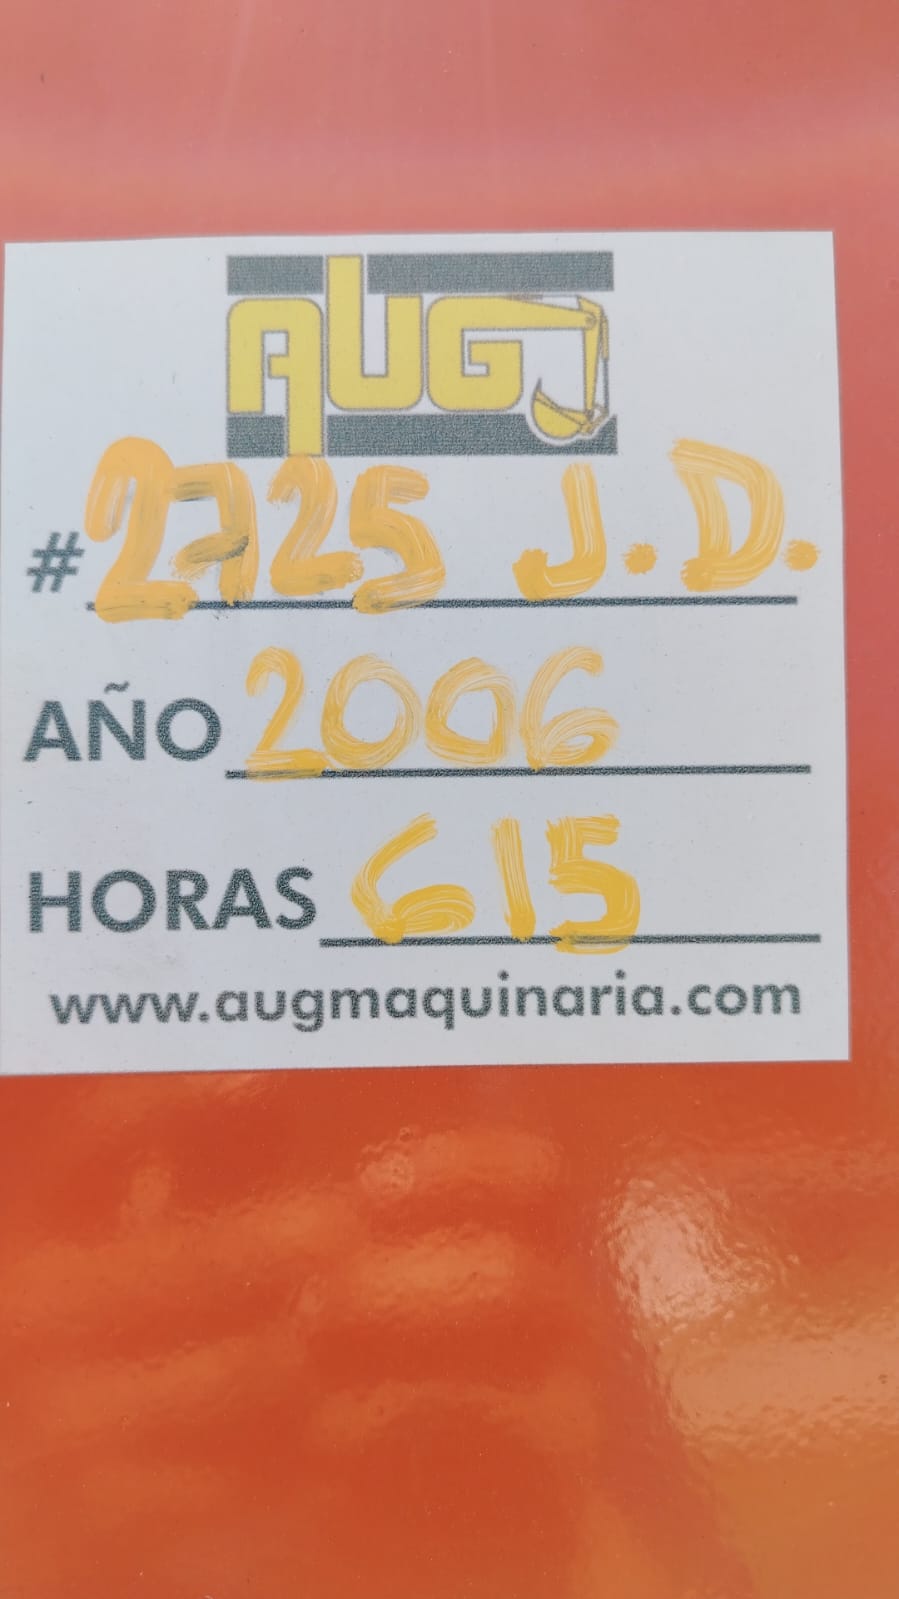 AUG
#2725 J.D.
AÑO 2006
HORAS 615
www.augmaquinaria.com